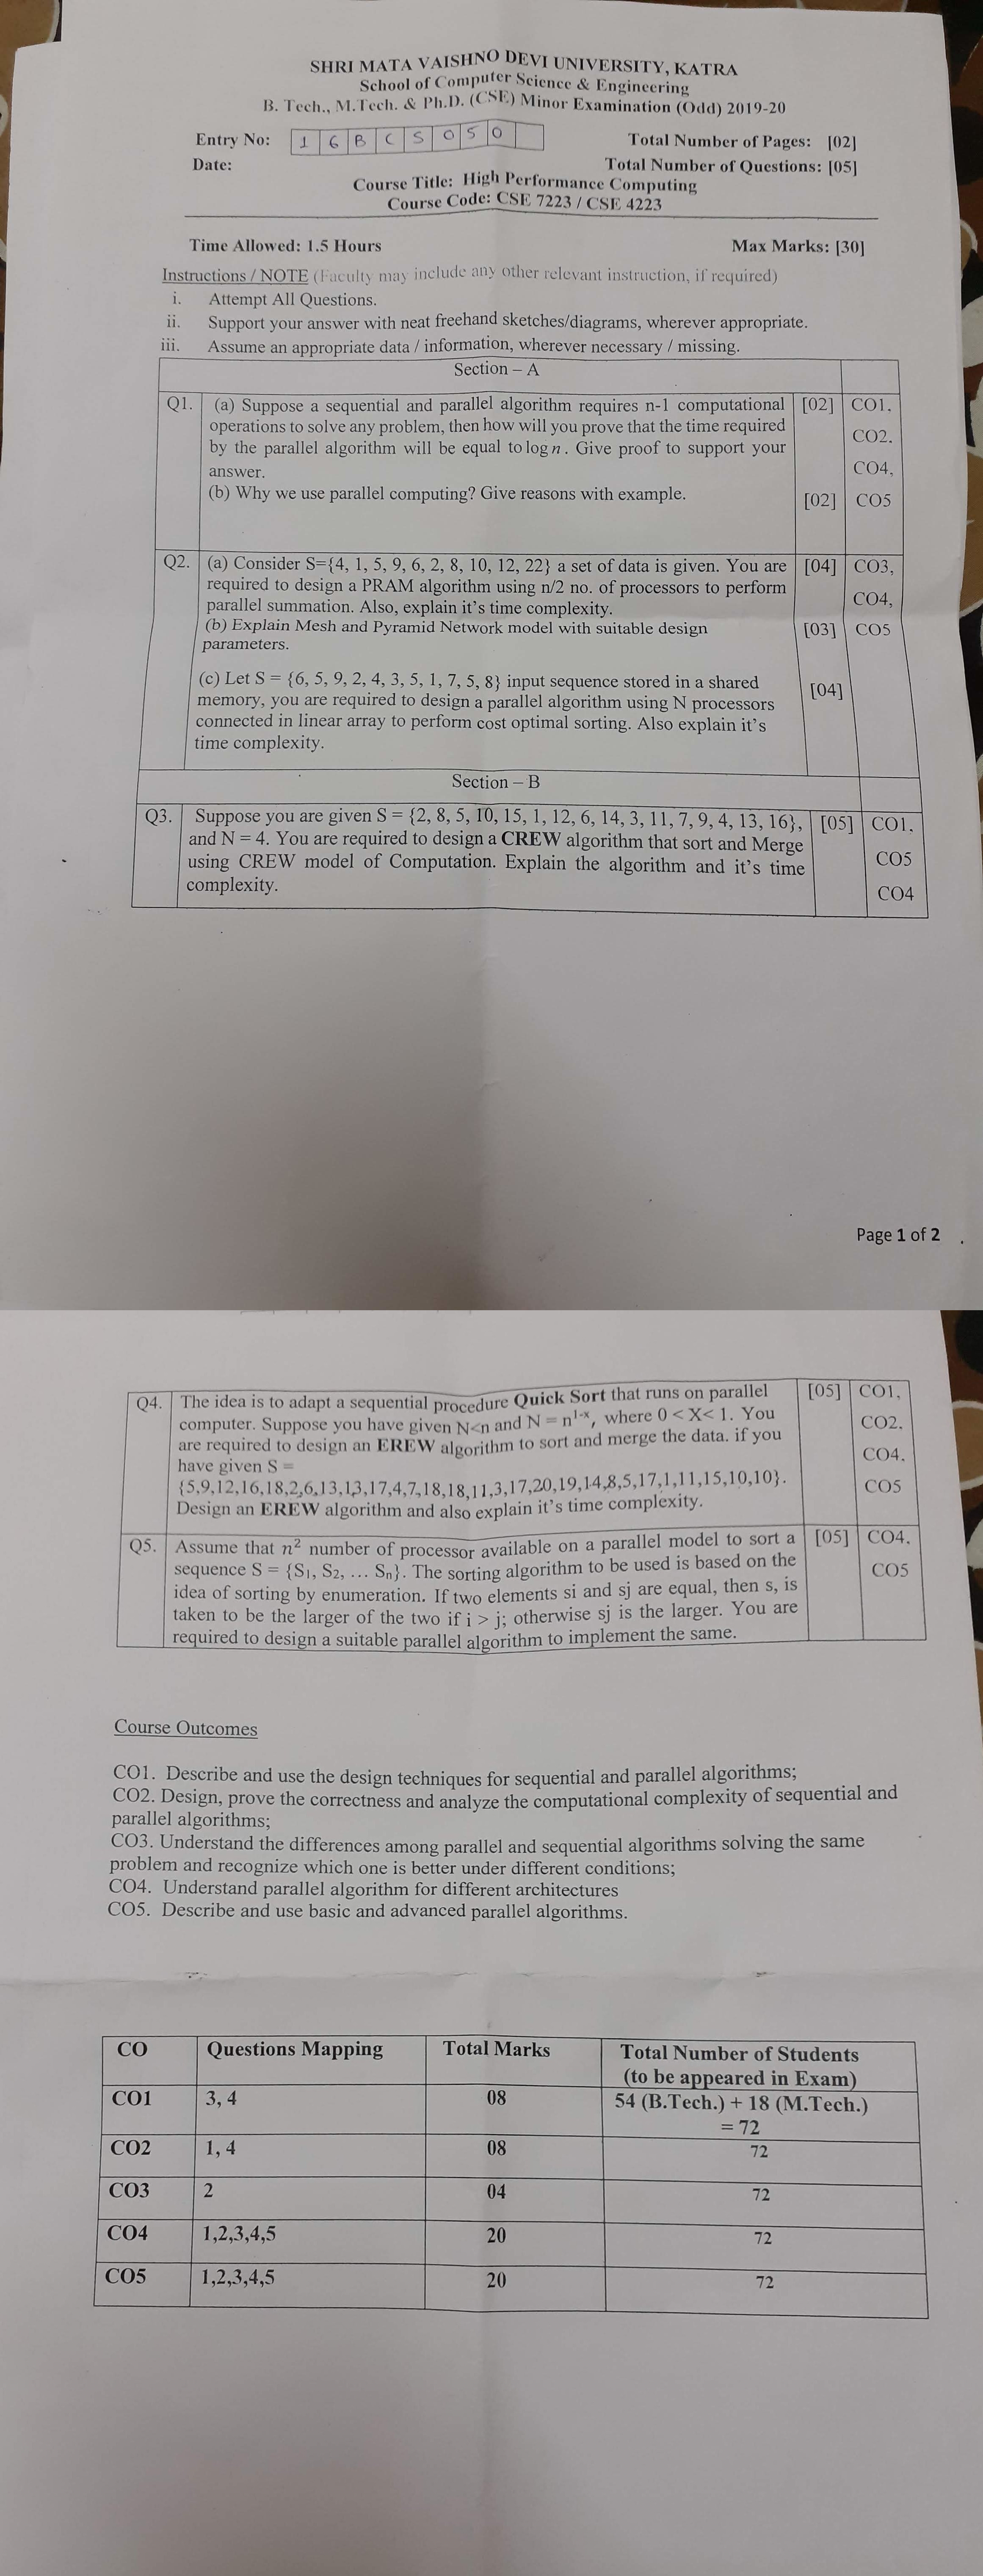 SHRI MATA VAISHNO DEVI UNIVERSITY, KATRA
School of Computer Science & Engineering
B. Tech., M.Tech. & Ph.D. (CSE) Minor Examination (Odd) 2019-20
Entry No: 1 6 B C S 0 5 0 Total Number of Pages: [02]
Date: Total Number of Questions: [05]
Course Title: High Performance Computing
Course Code: CSE 7223 / CSE 4223
Time Allowed: 1.5 Hours Max Marks: [30]
Instructions / NOTE (Faculty may include any other relevant instruction, if required)
i. Attempt All Questions.
ii. Support your answer with neat freehand sketches/diagrams, wherever appropriate.
iii. Assume an appropriate data / information, wherever necessary / missing.
Section – A
Q1. (a) Suppose a sequential and parallel algorithm requires n-1 computational [02] CO1,
operations to solve any problem, then how will you prove that the time required CO2.
by the parallel algorithm will be equal to log n. Give proof to support your
answer. CO4,
(b) Why we use parallel computing? Give reasons with example. [02] CO5
Q2. (a) Consider S={4, 1, 5, 9, 6, 2, 8, 10, 12, 22} a set of data is given. You are [04] CO3,
required to design a PRAM algorithm using n/2 no. of processors to perform
parallel summation. Also, explain it's time complexity. CO4,
(b) Explain Mesh and Pyramid Network model with suitable design [03] CO5
parameters.
(c) Let S = {6, 5, 9, 2, 4, 3, 5, 1, 7, 5, 8} input sequence stored in a shared [04]
memory, you are required to design a parallel algorithm using N processors
connected in linear array to perform cost optimal sorting. Also explain it's
time complexity.
Section – B
Q3. Suppose you are given S = {2, 8, 5, 10, 15, 1, 12, 6, 14, 3, 11, 7, 9, 4, 13, 16}, [05] CO1,
and N = 4. You are required to design a CREW algorithm that sort and Merge
using CREW model of Computation. Explain the algorithm and it's time CO5
complexity. CO4
Page 1 of 2
Q4. The idea is to adapt a sequential procedure Quick Sort that runs on parallel [05] CO1,
computer. Suppose you have given N<n and N = n1-x, where 0 < X< 1. You CO2.
are required to design an EREW algorithm to sort and merge the data. if you
have given S = CO4.
{5,9,12,16,18,2,6,13,13,17,4,7,18,18,11,3,17,20,19,14,8,5,17,1,11,15,10,10}. CO5
Design an EREW algorithm and also explain it's time complexity.
Q5. Assume that n2 number of processor available on a parallel model to sort a [05] CO4,
sequence S = {S1, S2, ... Sn}. The sorting algorithm to be used is based on the CO5
idea of sorting by enumeration. If two elements si and sj are equal, then s, is
taken to be the larger of the two if i > j; otherwise sj is the larger. You are
required to design a suitable parallel algorithm to implement the same.
Course Outcomes
CO1. Describe and use the design techniques for sequential and parallel algorithms;
CO2. Design, prove the correctness and analyze the computational complexity of sequential and
parallel algorithms;
CO3. Understand the differences among parallel and sequential algorithms solving the same
problem and recognize which one is better under different conditions;
CO4. Understand parallel algorithm for different architectures
CO5. Describe and use basic and advanced parallel algorithms.
CO Questions Mapping Total Marks Total Number of Students
(to be appeared in Exam)
CO1 3, 4 08 54 (B.Tech.) + 18 (M.Tech.)
= 72
CO2 1, 4 08 72
CO3 2 04 72
CO4 1,2,3,4,5 20 72
CO5 1,2,3,4,5 20 72